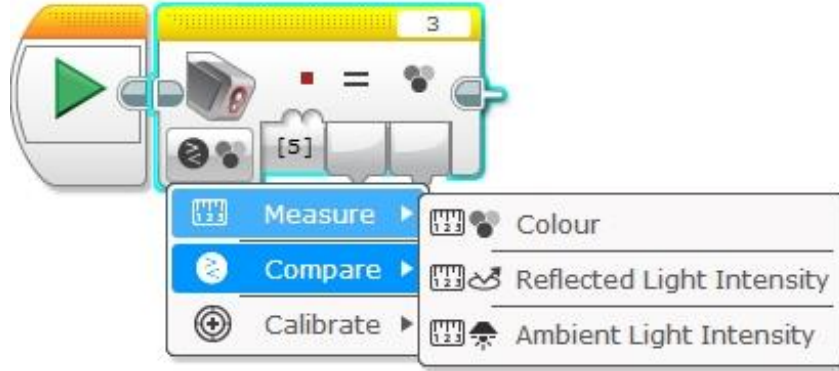 3
[5]
Measure
Compare
Calibrate
Colour
Reflected Light Intensity
Ambient Light Intensity